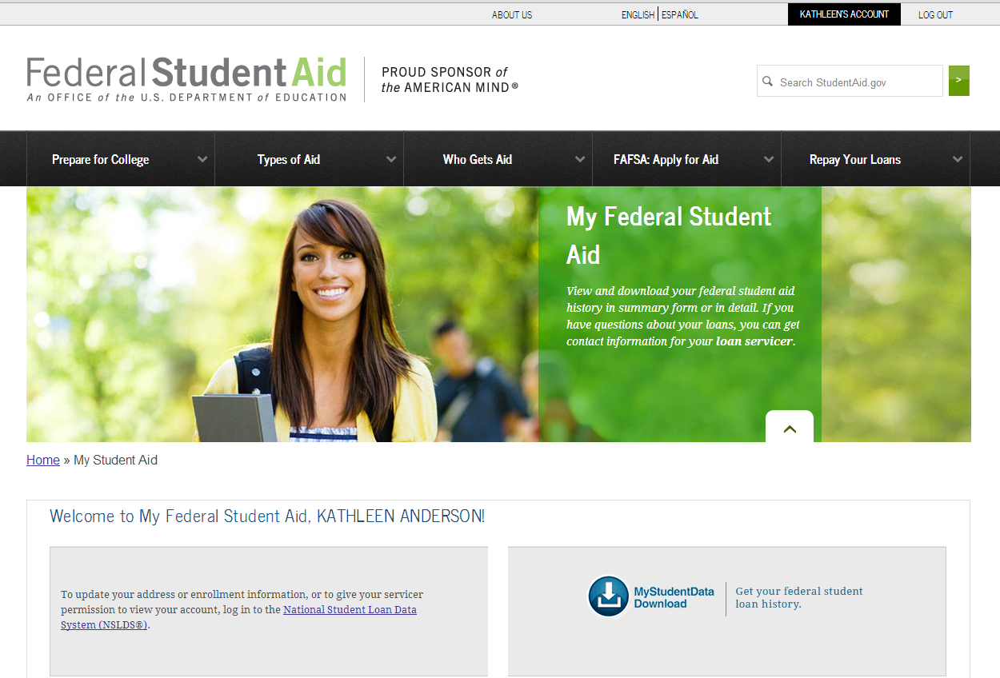 ABOUT US
ENGLISH | ESPAÑOL
KATHLEEN'S ACCOUNT
LOG OUT
Federal Student Aid
An OFFICE of the U.S. DEPARTMENT of EDUCATION
PROUD SPONSOR of
the AMERICAN MIND®
Search StudentAid.gov
>
Prepare for College
Types of Aid
Who Gets Aid
FAFSA: Apply for Aid
Repay Your Loans
My Federal Student
Aid
View and download your federal student aid
history in summary form or in detail. If you
have questions about your loans, you can get
contact information for your loan servicer.
Home » My Student Aid
Welcome to My Federal Student Aid, KATHLEEN ANDERSON!
To update your address or enrollment information, or to give your servicer
permission to view your account, log in to the National Student Loan Data
System (NSLDS®).
MyStudentData
Download
Get your federal student
loan history.